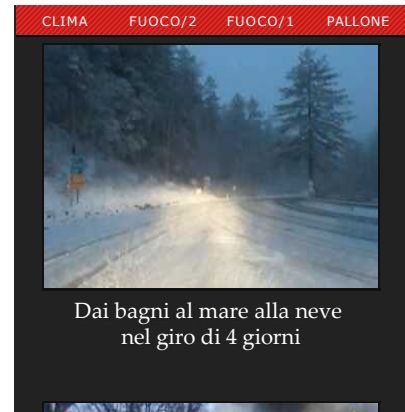 CLIMA FUOCO/2 FUOCO/1 PALLONE
Dai bagni al mare alla neve
nel giro di 4 giorni